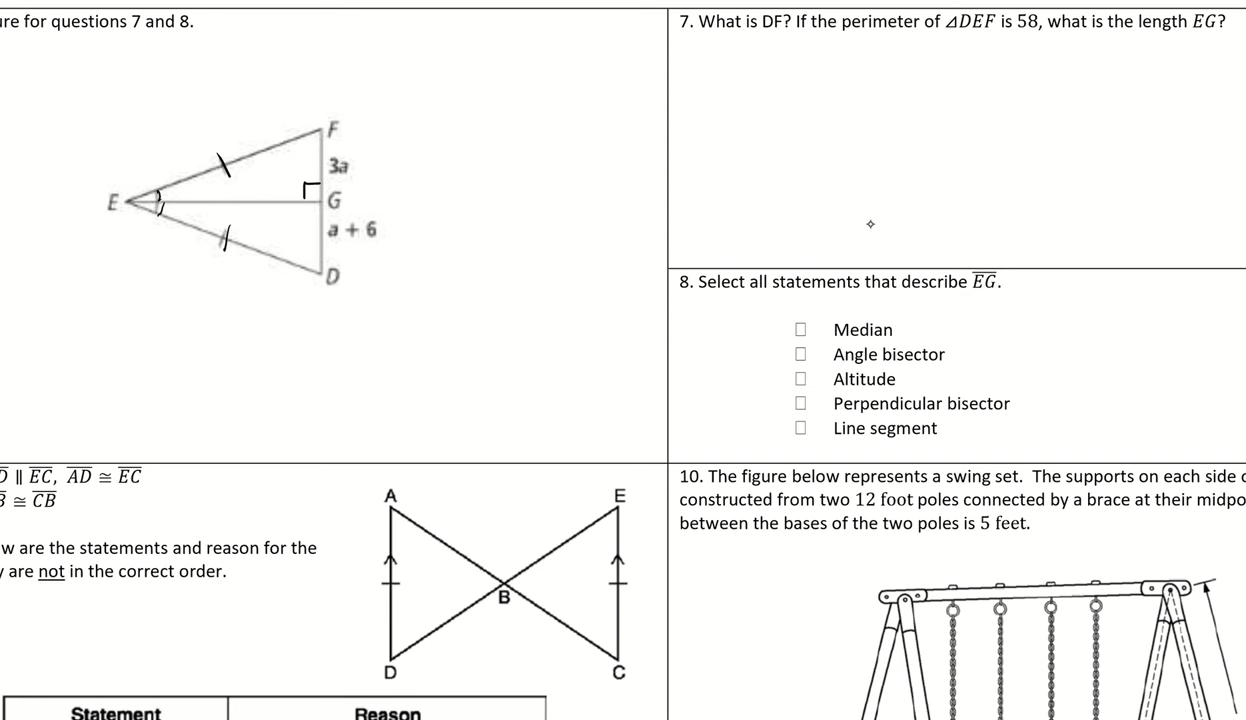 ure for questions 7 and 8.
F
3a
E
G
a + 6
D
7. What is DF? If the perimeter of ⊿DEF is 58, what is the length EG?
8. Select all statements that describe EG.
Median
Angle bisector
Altitude
Perpendicular bisector
Line segment
D ∥ EC, AD ≅ EC
B ≅ CB
w are the statements and reason for the
y are not in the correct order.
A
E
B
D
C
Statement Reason
10. The figure below represents a swing set. The supports on each side o
constructed from two 12 foot poles connected by a brace at their midpo
between the bases of the two poles is 5 feet.